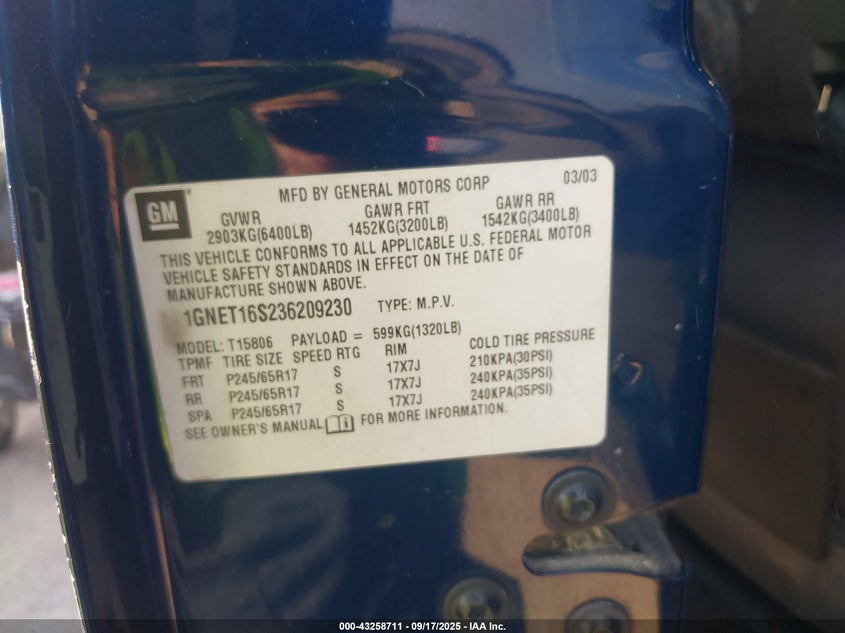 GM
MFD BY GENERAL MOTORS CORP 03/03
GVWR GAWR FRT GAWR RR
2903KG(6400LB) 1452KG(3200LB) 1542KG(3400LB)
THIS VEHICLE CONFORMS TO ALL APPLICABLE U.S. FEDERAL MOTOR
VEHICLE SAFETY STANDARDS IN EFFECT ON THE DATE OF
MANUFACTURE SHOWN ABOVE.
1GNET16S236209230 TYPE: M.P.V.
MODEL: T15806 PAYLOAD = 599KG(1320LB)
TPMF TIRE SIZE SPEED RTG RIM COLD TIRE PRESSURE
FRT P245/65R17 S 17X7J 210KPA(30PSI)
RR P245/65R17 S 17X7J 240KPA(35PSI)
SPA P245/65R17 S 17X7J 240KPA(35PSI)
SEE OWNER'S MANUAL i FOR MORE INFORMATION.
000-43258711 - 09/17/2025 - IAA Inc.